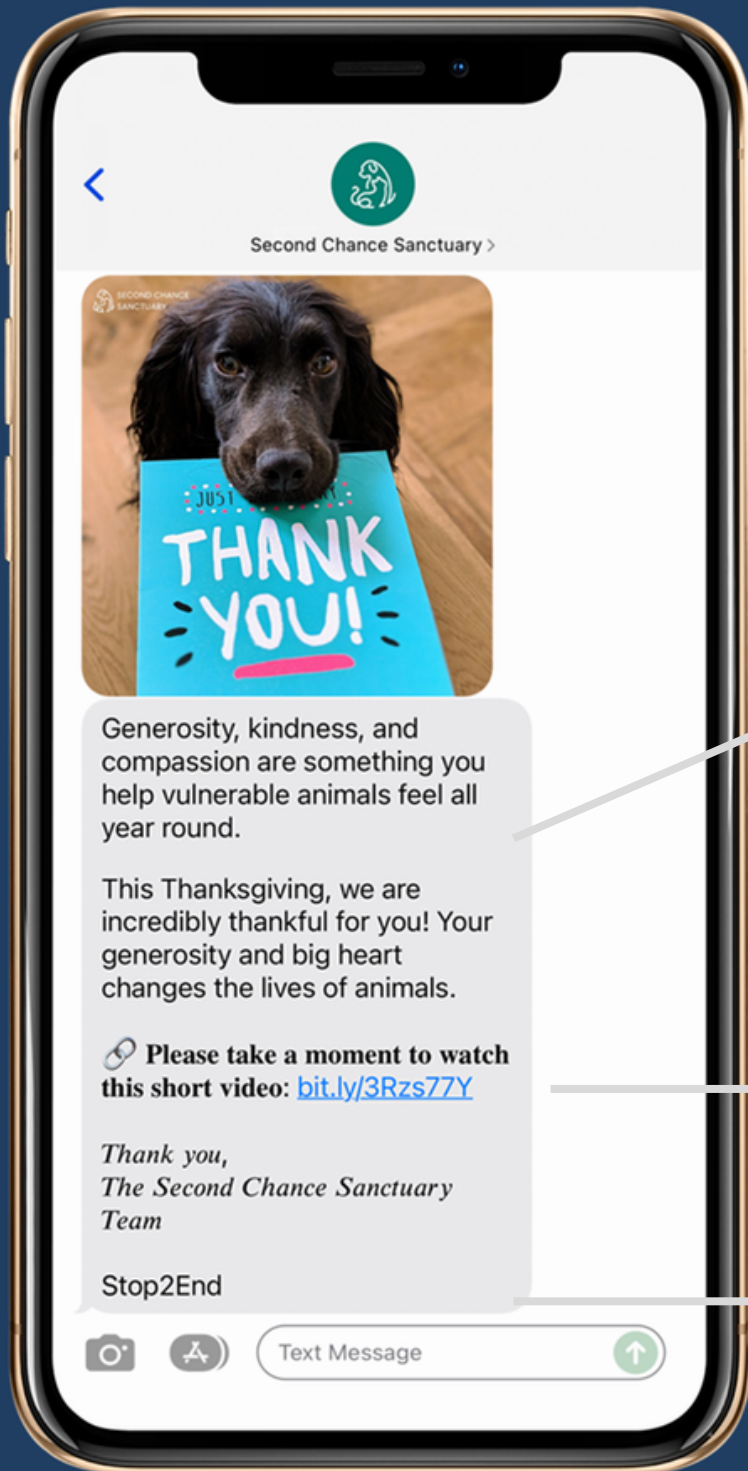 Second Chance Sanctuary
SECOND CHANCE
SANCTUARY
JUST
THANK
YOU!
Generosity, kindness, and
compassion are something you
help vulnerable animals feel all
year round.
This Thanksgiving, we are
incredibly thankful for you! Your
generosity and big heart
changes the lives of animals.
🔗 Please take a moment to watch
this short video: bit.ly/3Rzs77Y
Thank you,
The Second Chance Sanctuary
Team
Stop2End
Text Message